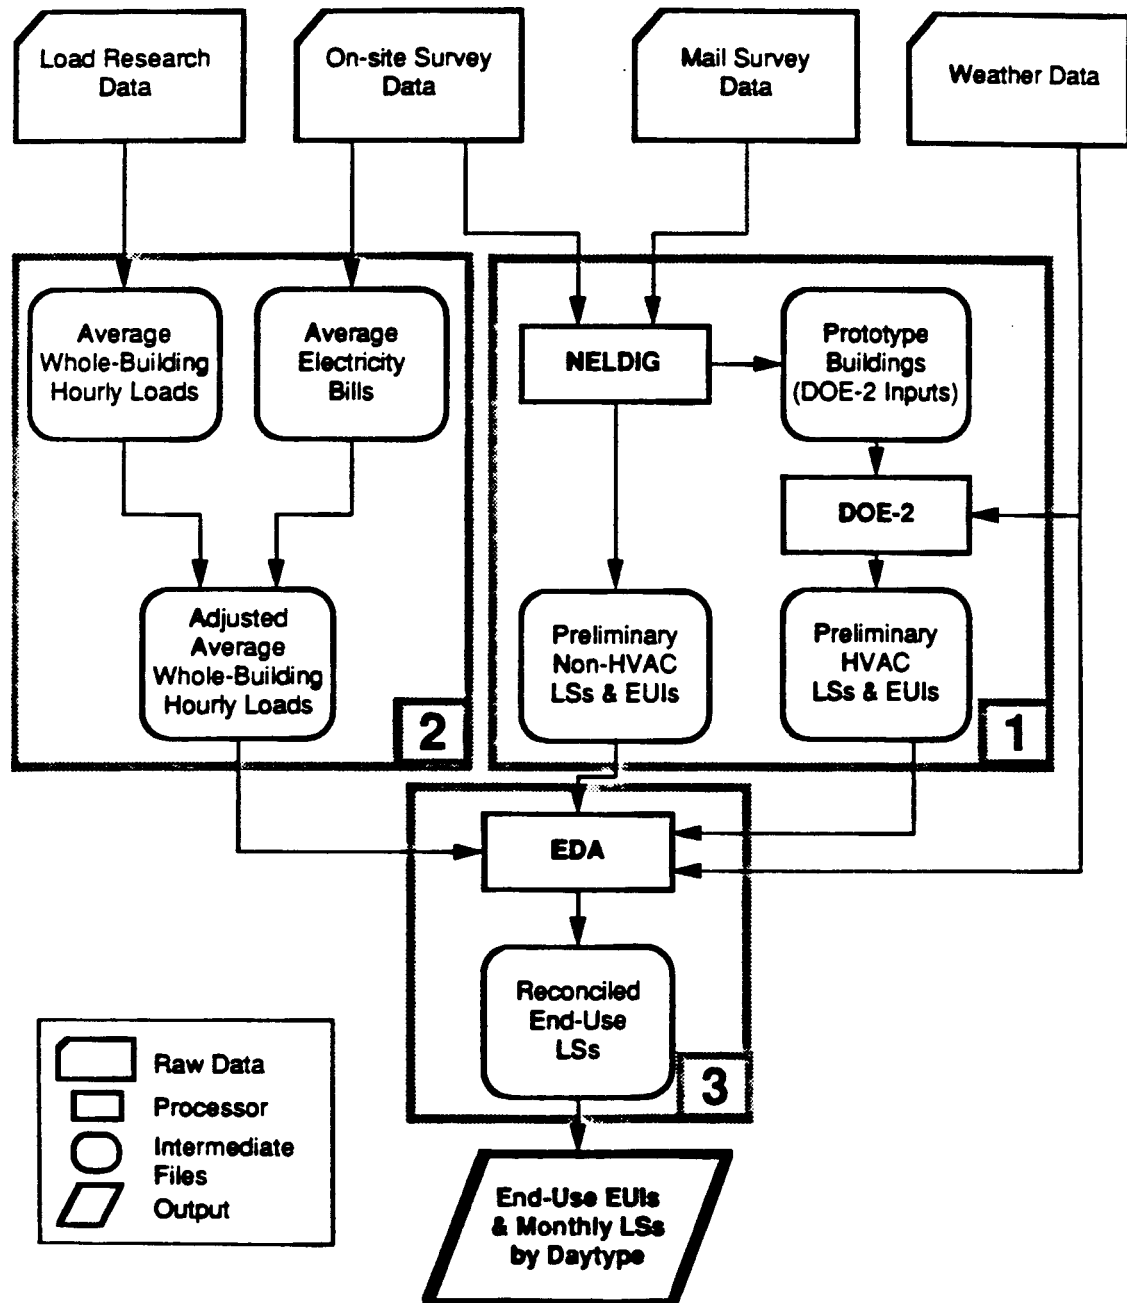 Load Research
Data
On-site Survey
Data
Mail Survey
Data
Weather Data
Average
Whole-Building
Hourly Loads
Average
Electricity
Bills
NELDIG
Prototype
Buildings
(DOE-2 Inputs)
DOE-2
Adjusted
Average
Whole-Building
Hourly Loads
2
Preliminary
Non-HVAC
LSs & EUIs
Preliminary
HVAC
LSs & EUIs
1
EDA
Reconciled
End-Use
LSs
3
Raw Data
Processor
Intermediate
Files
Output
End-Use EUIs
& Monthly LSs
by Daytype